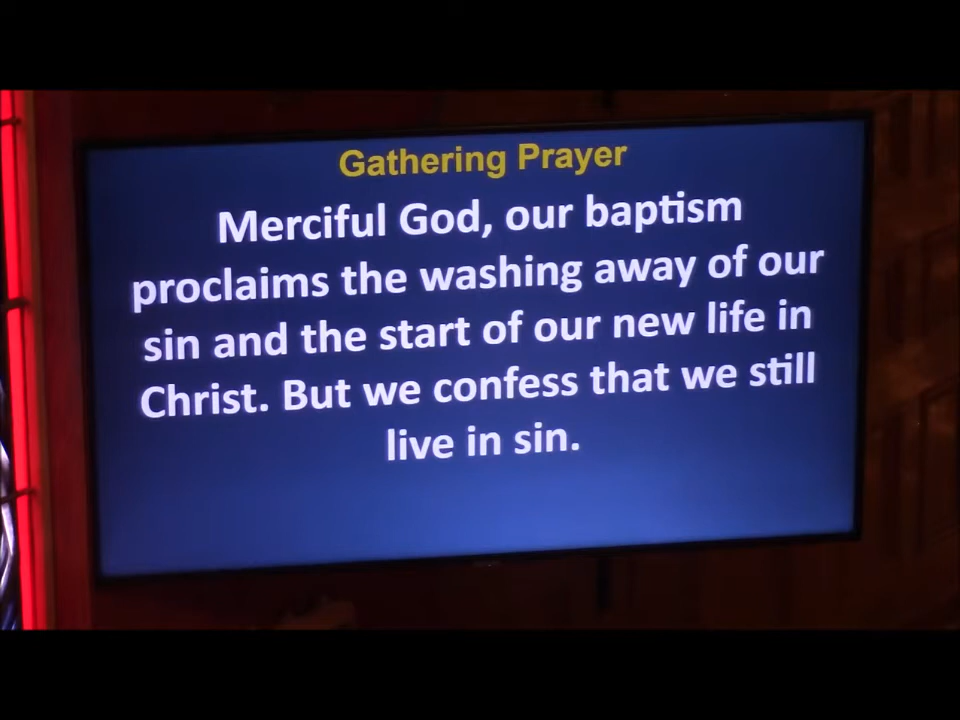 Gathering Prayer
Merciful God, our baptism
proclaims the washing away of our
sin and the start of our new life in
Christ. But we confess that we still
live in sin.